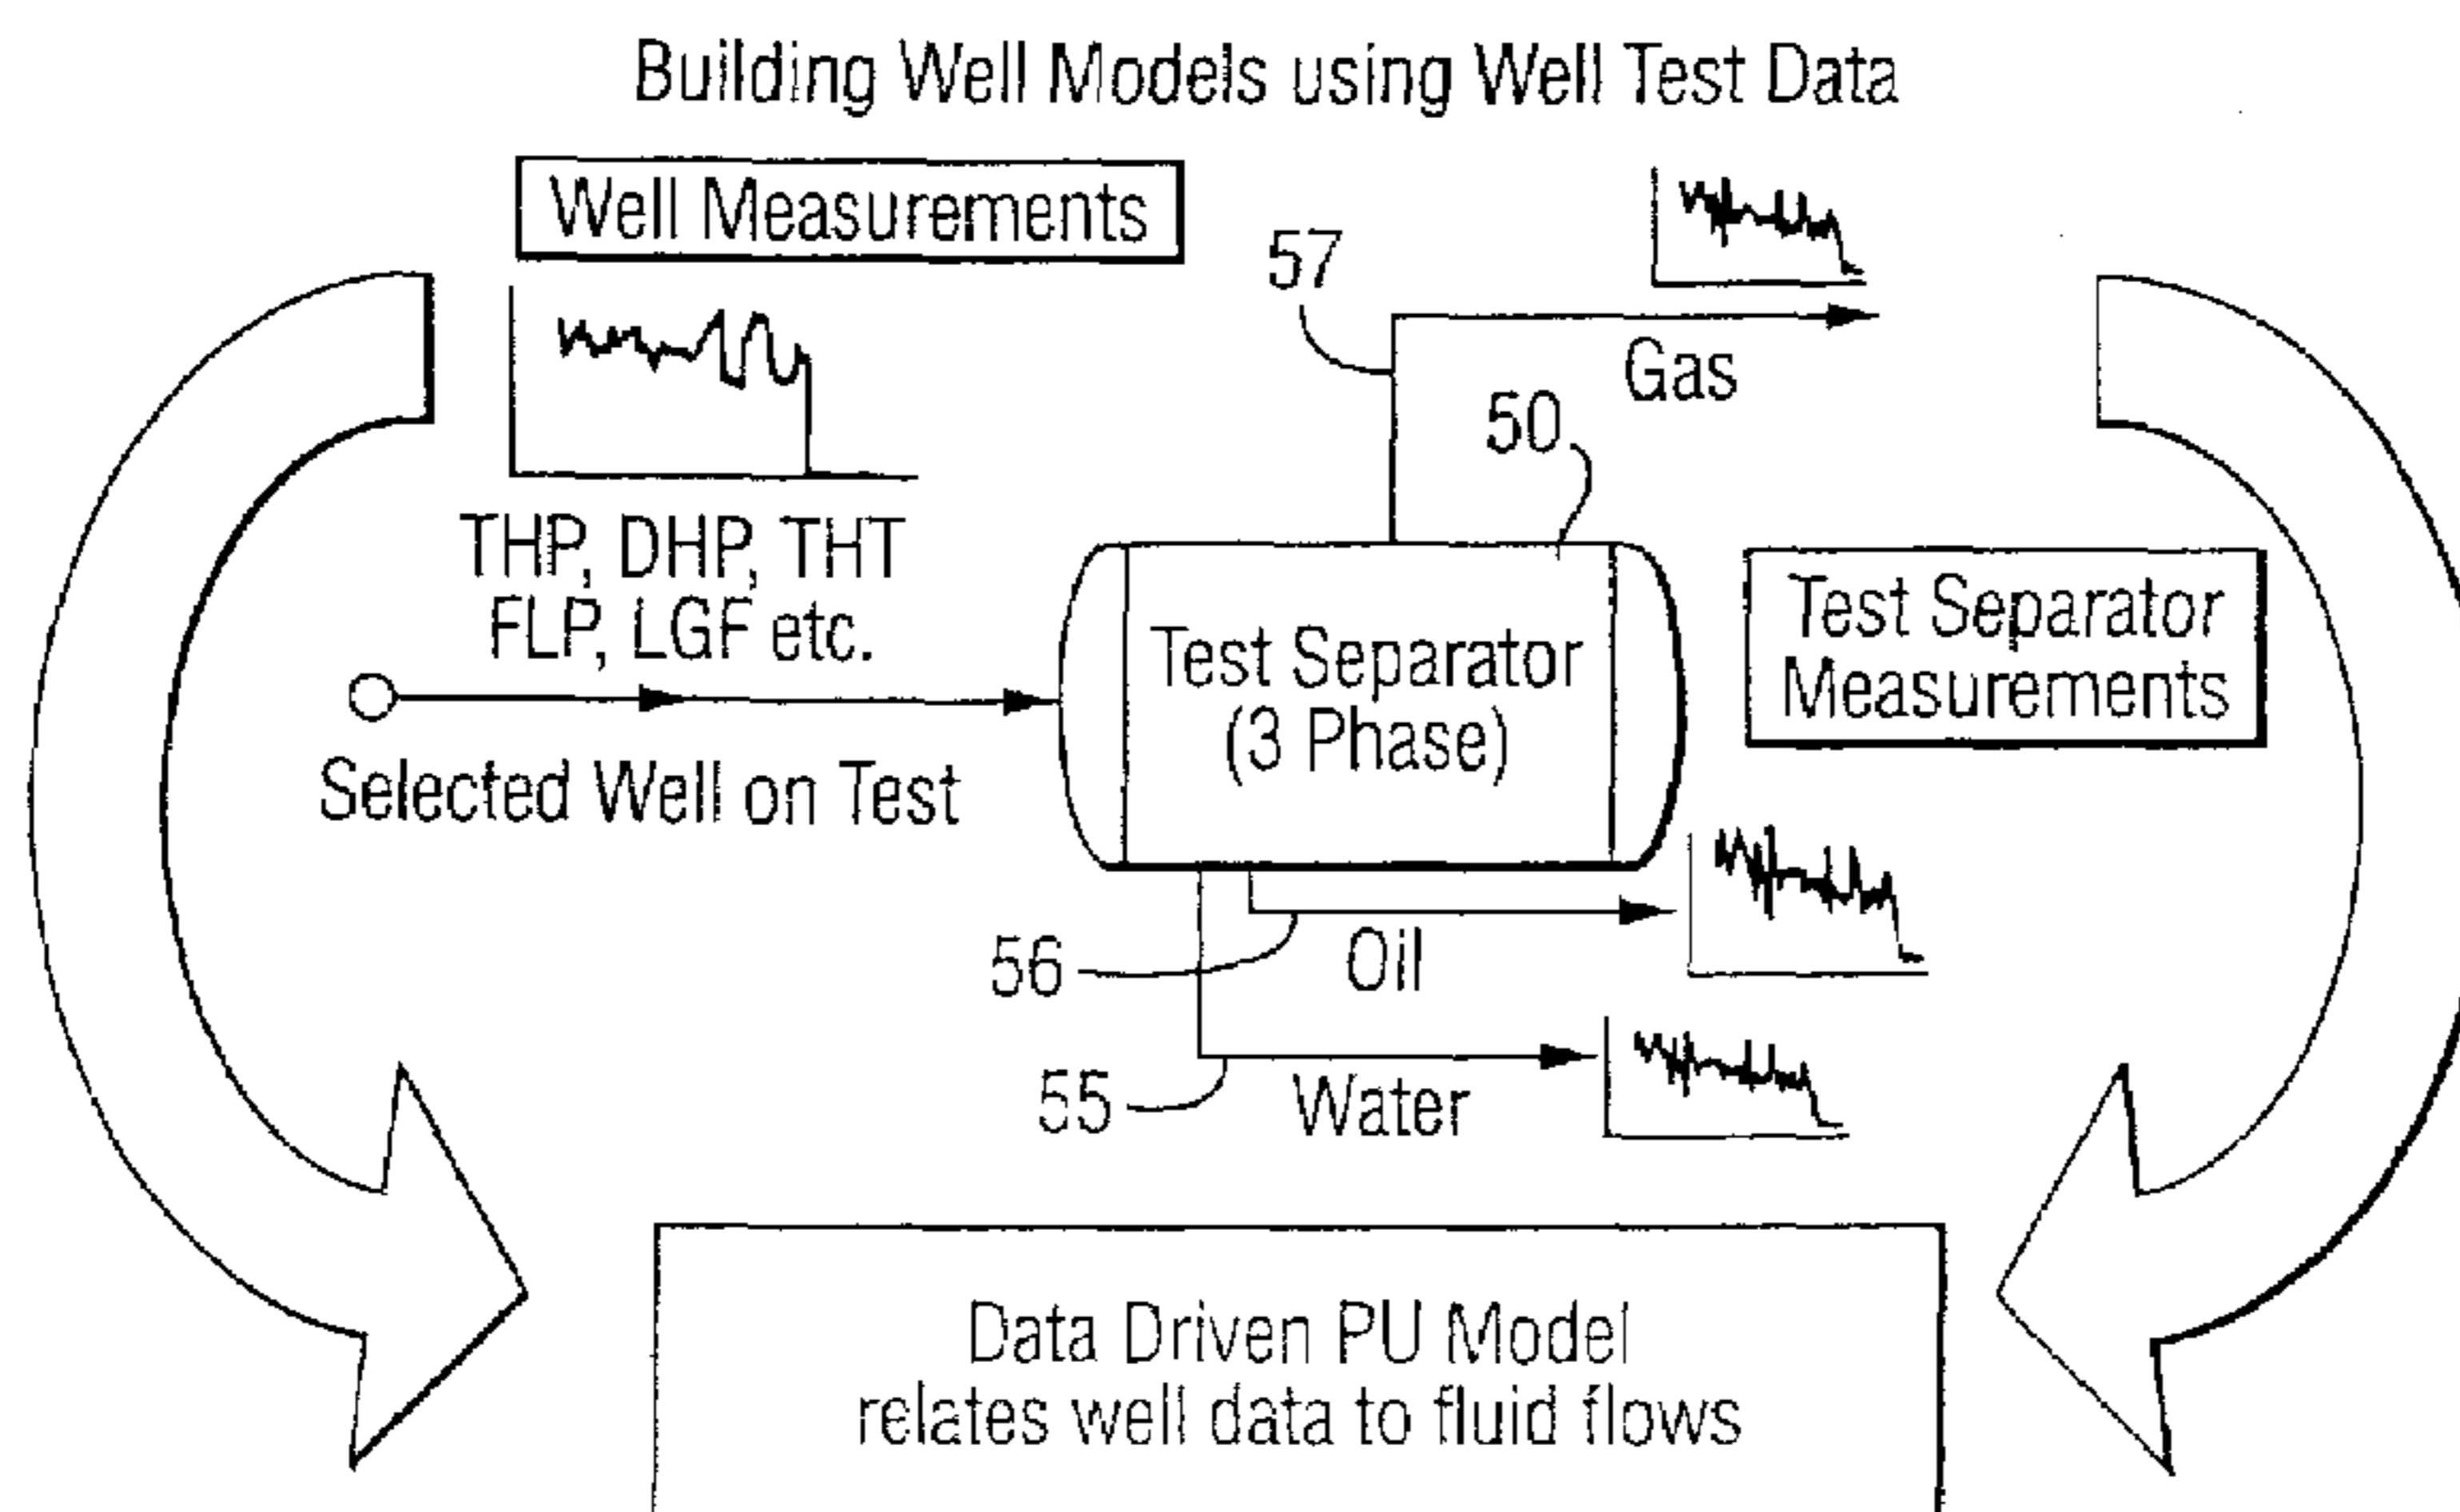 Building Well Models using Well Test Data
Well Measurements
57
Gas
50
THP, DHP, THT
FLP, LGF etc.
Test Separator
(3 Phase)
Test Separator
Measurements
Selected Well on Test
56
Oil
55
Water
Data Driven PU Model
relates well data to fluid flows